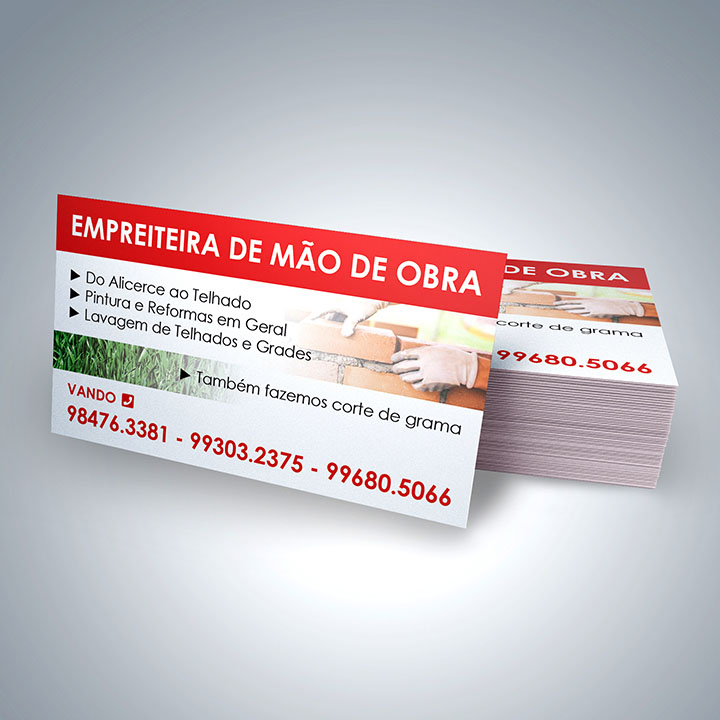 EMPREITEIRA DE MÃO DE OBRA
▶ Do Alicerce ao Telhado
▶ Pintura e Reformas em Geral
▶ Lavagem de Telhados e Grades
▶ Também fazemos corte de grama
VANDO
98476.3381 - 99303.2375 - 99680.5066
DE OBRA
corte de grama
99680.5066